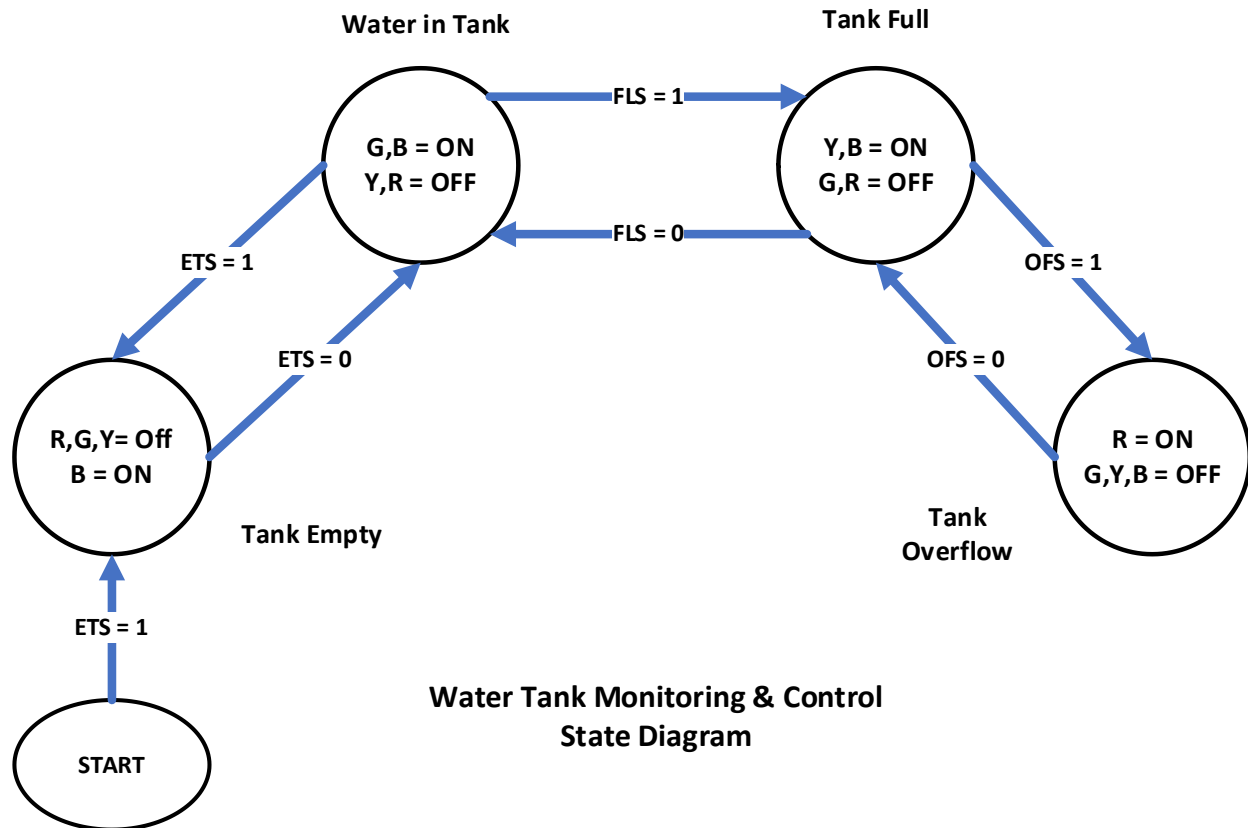 Water in Tank
Tank Full
FLS = 1
G,B = ON
Y,R = OFF
Y,B = ON
G,R = OFF
FLS = 0
ETS = 1
OFS = 1
ETS = 0
OFS = 0
R,G,Y= Off
B = ON
R = ON
G,Y,B = OFF
Tank Empty
Tank
Overflow
ETS = 1
Water Tank Monitoring & Control
State Diagram
START